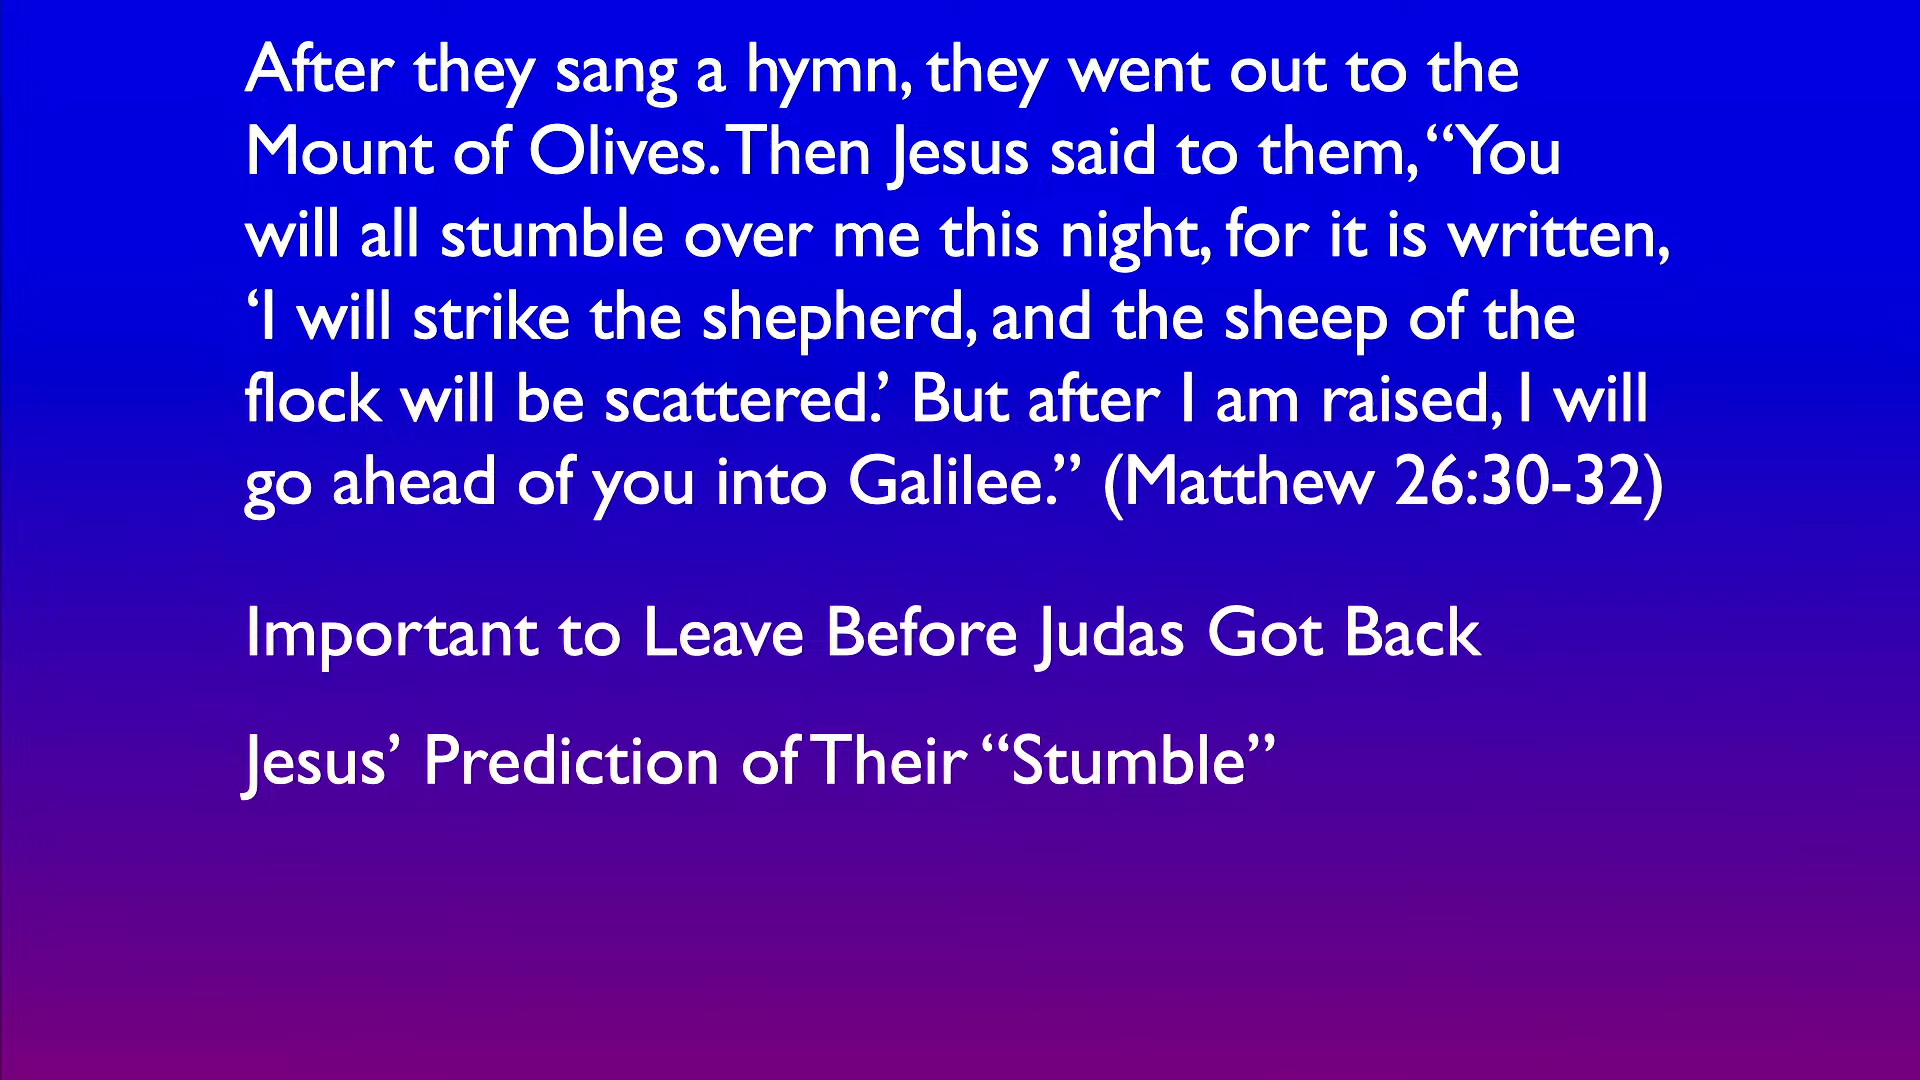 After they sang a hymn, they went out to the
Mount of Olives. Then Jesus said to them, “You
will all stumble over me this night, for it is written,
‘I will strike the shepherd, and the sheep of the
flock will be scattered.’ But after I am raised, I will
go ahead of you into Galilee.” (Matthew 26:30-32)
Important to Leave Before Judas Got Back
Jesus’ Prediction of Their “Stumble”